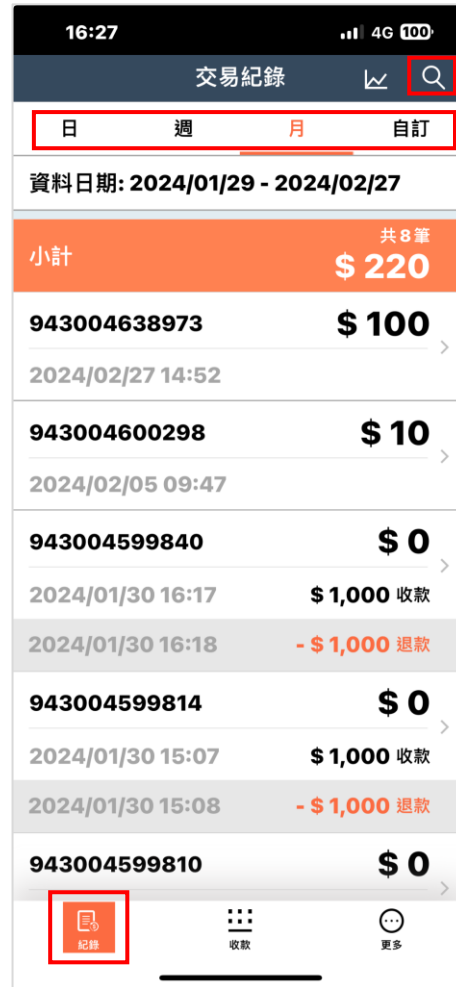 16:27 4G 100
交易紀錄
日 週 月 自訂
資料日期: 2024/01/29 - 2024/02/27
共8筆
小計 $ 220
943004638973 $ 100
2024/02/27 14:52
943004600298 $ 10
2024/02/05 09:47
943004599840 $ 0
2024/01/30 16:17 $ 1,000 收款
2024/01/30 16:18 - $ 1,000 退款
943004599814 $ 0
2024/01/30 15:07 $ 1,000 收款
2024/01/30 15:08 - $ 1,000 退款
943004599810 $ 0
紀錄 收款 更多